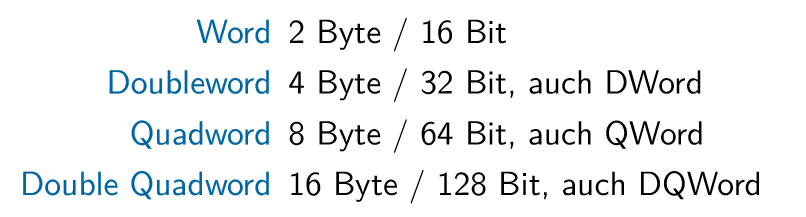 Word 2 Byte / 16 Bit
Doubleword 4 Byte / 32 Bit, auch DWord
Quadword 8 Byte / 64 Bit, auch QWord
Double Quadword 16 Byte / 128 Bit, auch DQWord